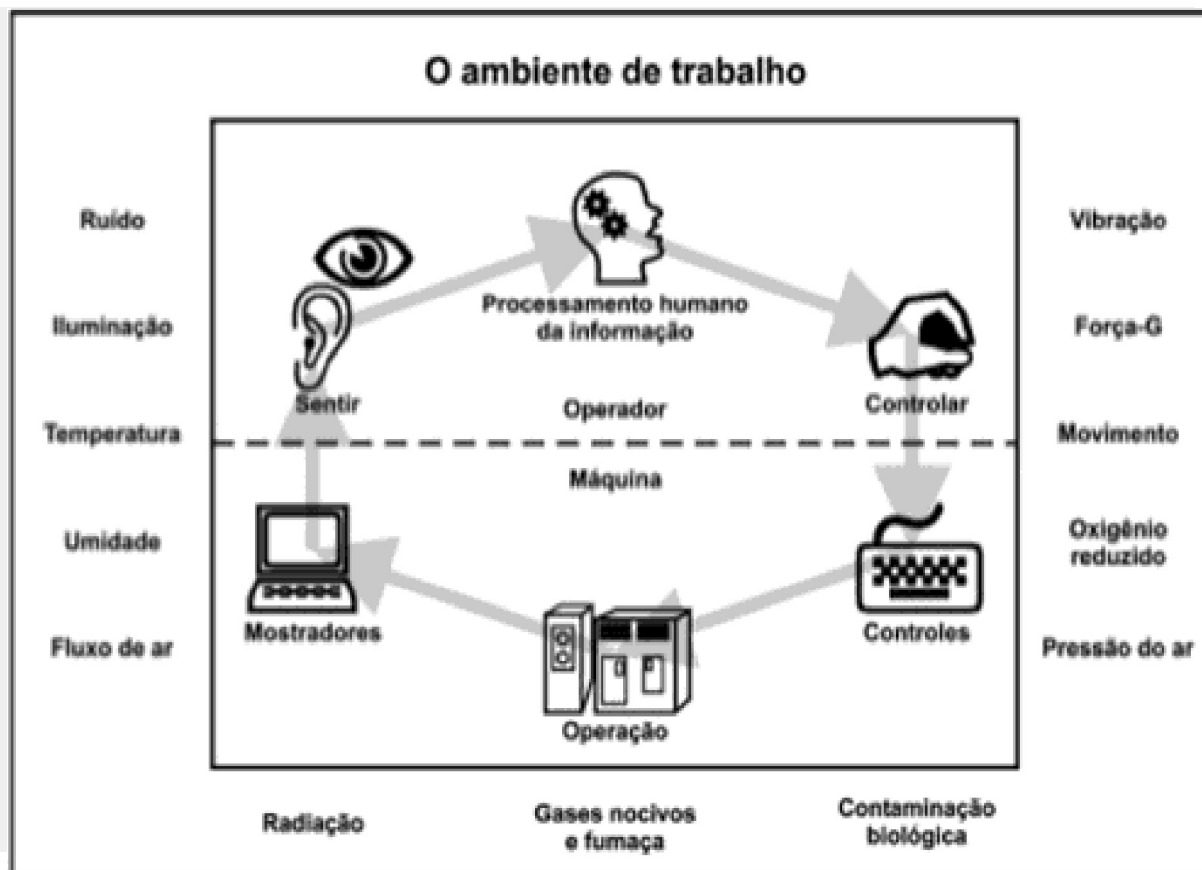 O ambiente de trabalho
Ruído
Iluminação
Temperatura
Umidade
Fluxo de ar
Processamento humano
da informação
Sentir
Operador
Controlar
Máquina
Mostradores
Operação
Controles
Vibração
Força-G
Movimento
Oxigênio
reduzido
Pressão do ar
Radiação
Gases nocivos
e fumaça
Contaminação
biológica